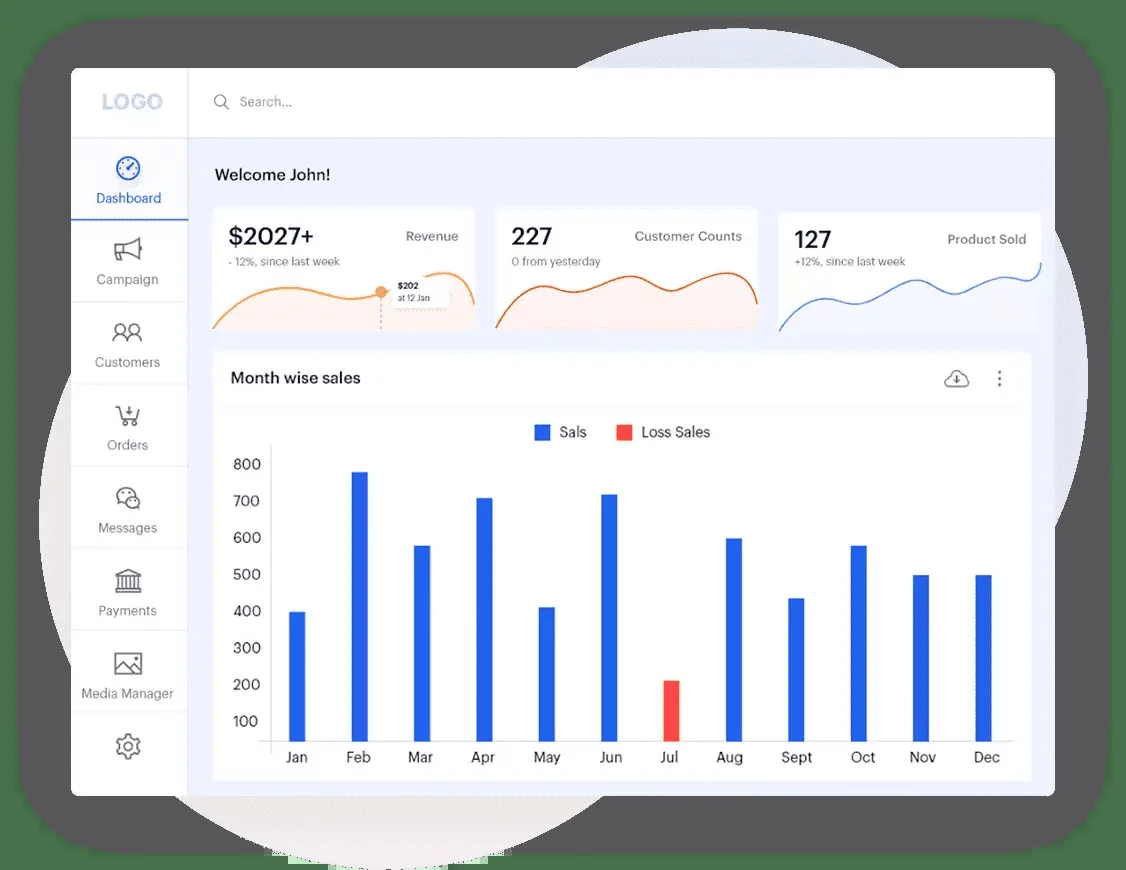 LOGO
Search...
Dashboard
Campaign
Customers
Orders
Messages
Payments
Media Manager
Welcome John!
$2027+
Revenue
- 12%, since last week
$202
at 12 Jan
227
Customer Counts
0 from yesterday
127
Product Sold
+12%, since last week
Month wise sales
Sals
Loss Sales
800
700
600
500
400
300
200
100
Jan Feb Mar Apr May Jun Jul Aug Sept Oct Nov Dec